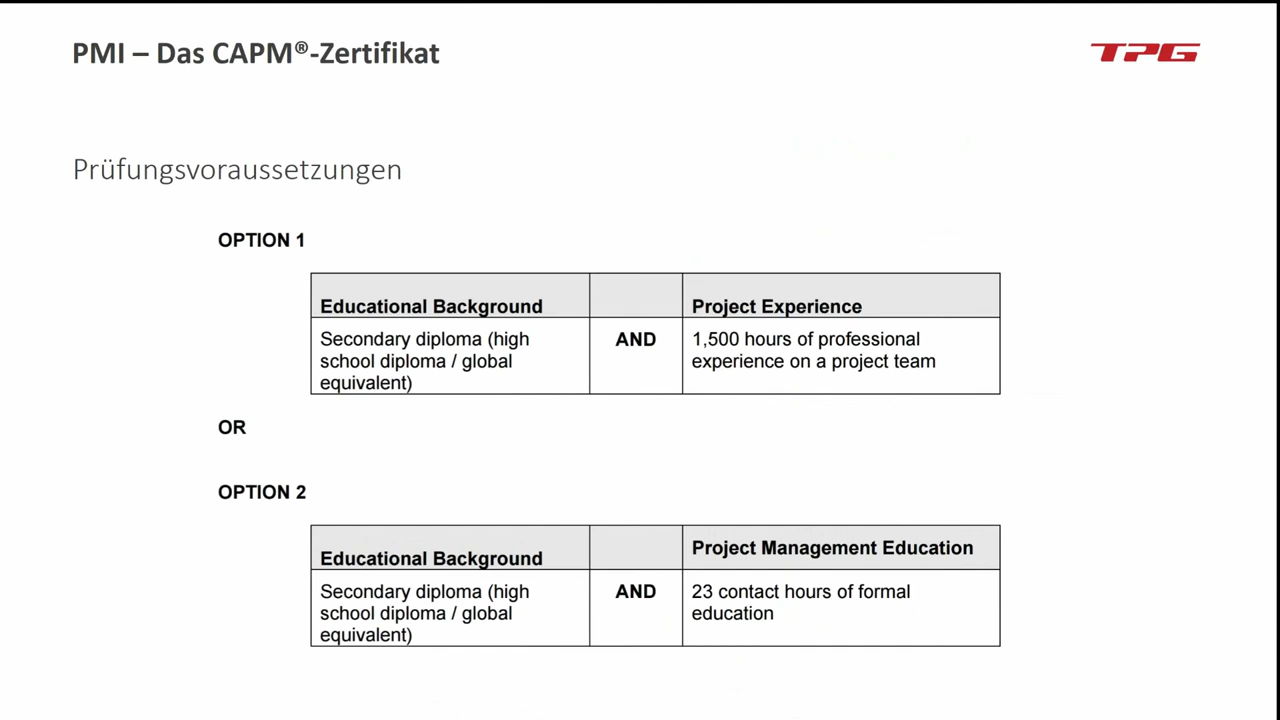 PMI – Das CAPM®-Zertifikat
TPG
Prüfungsvoraussetzungen
OPTION 1
Educational Background
Project Experience
Secondary diploma (high
school diploma / global
equivalent)
AND
1,500 hours of professional
experience on a project team
OR
OPTION 2
Educational Background
Project Management Education
Secondary diploma (high
school diploma / global
equivalent)
AND
23 contact hours of formal
education